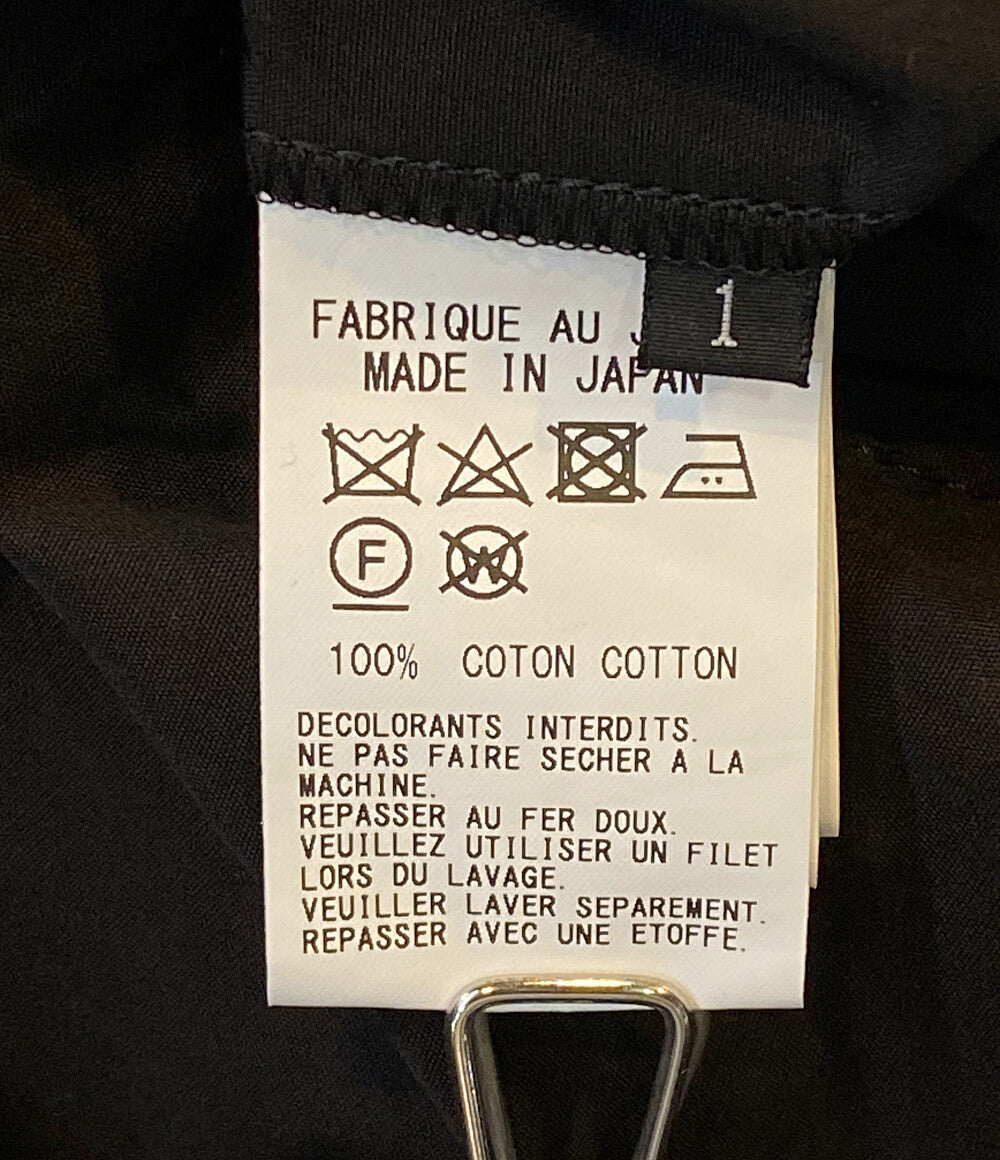 FABRIQUE AU
1
MADE IN JAPAN
F
W
100% COTON COTTON
DECOLORANTS INTERDITS.
NE PAS FAIRE SECHER A LA
MACHINE.
REPASSER AU FER DOUX.
VEUILLEZ UTILISER UN FILET
LORS DU LAVAGE.
VEUILLER LAVER SEPAREMENT.
REPASSER AVEC UNE ETOFFE.